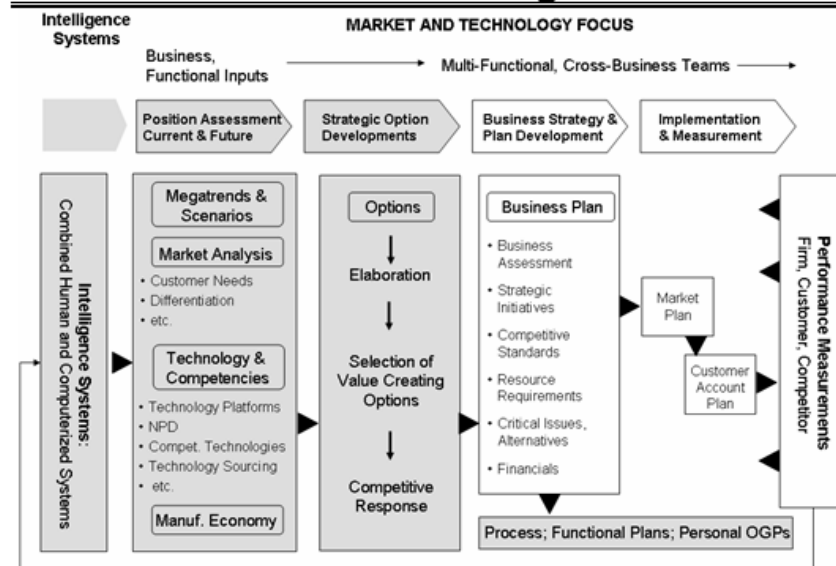 Intelligence
Systems
MARKET AND TECHNOLOGY FOCUS
Business,
Functional Inputs
Multi-Functional, Cross-Business Teams
Position Assessment
Current & Future
Strategic Option
Developments
Business Strategy &
Plan Development
Implementation
& Measurement
Intelligence Systems:
Combined Human and Computerized Systems
Megatrends &
Scenarios
Market Analysis
• Customer Needs
• Differentiation
• etc.
Technology &
Competencies
• Technology Platforms
• NPD
• Compet. Technologies
• Technology Sourcing
• etc.
Manuf. Economy
Options
Elaboration
Selection of
Value Creating
Options
Competitive
Response
Business Plan
• Business
Assessment
• Strategic
Initiatives
• Competitive
Standards
• Resource
Requirements
• Critical Issues,
Alternatives
• Financials
Market
Plan
Customer
Account
Plan
Performance Measurements
Firm, Customer, Competitor
Process; Functional Plans; Personal OGPs